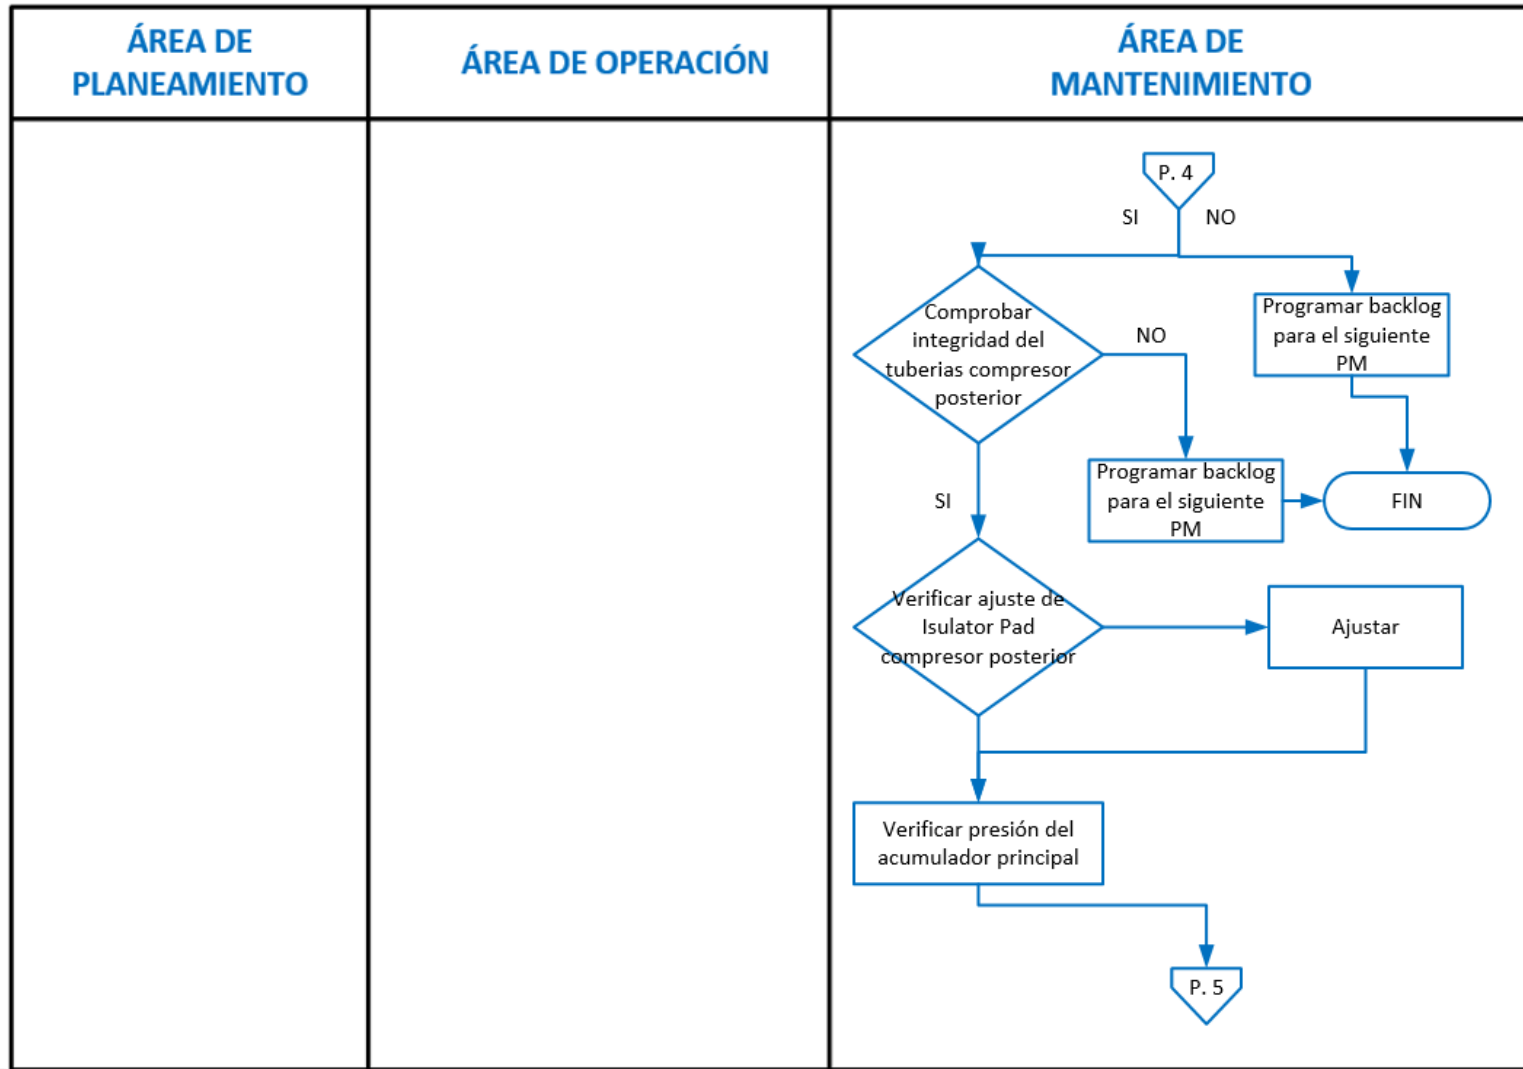 ÁREA DE
PLANEAMIENTO
ÁREA DE OPERACIÓN
ÁREA DE
MANTENIMIENTO
P. 4
SI
NO
Programar backlog
para el siguiente
PM
Comprobar
integridad del
tuberias compresor
posterior
NO
Programar backlog
para el siguiente
PM
FIN
SI
Verificar ajuste de
Isulator Pad
compresor posterior
Ajustar
Verificar presión del
acumulador principal
P. 5